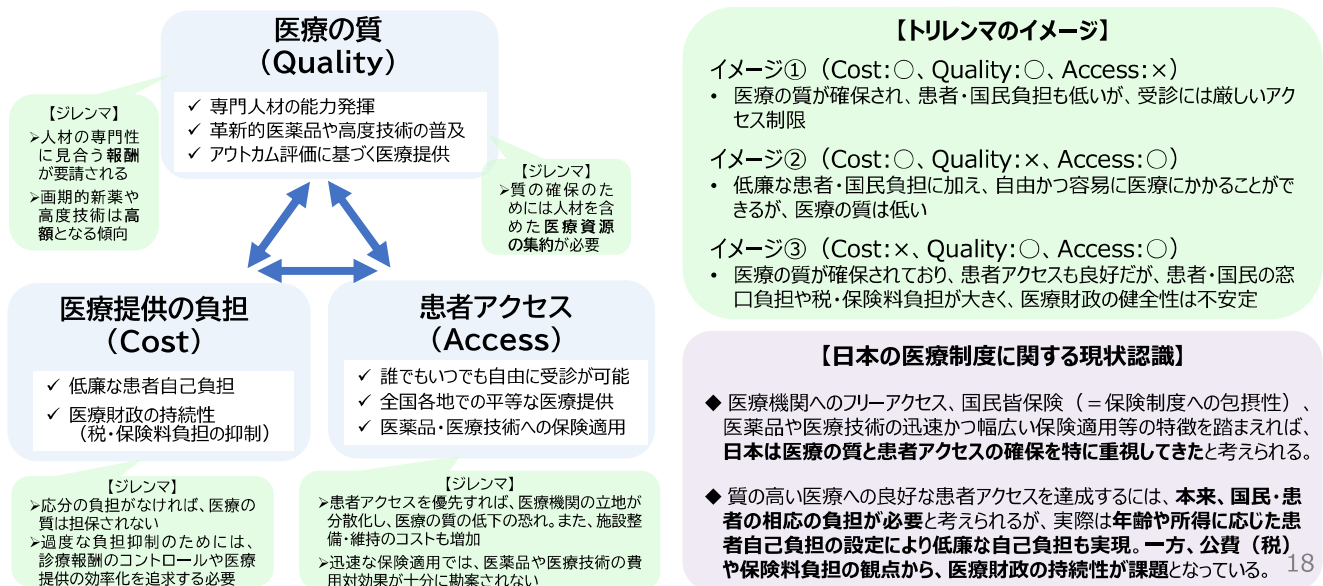 医療の質
（Quality）
✓ 専門人材の能力発揮
✓ 革新的医薬品や高度技術の普及
✓ アウトカム評価に基づく医療提供
【ジレンマ】
➢人材の専門性
に見合う報酬
が要請される
➢画期的新薬や
高度技術は高
額となる傾向
【ジレンマ】
➢質の確保のた
めには人材を含
めた医療資源
の集約が必要
医療提供の負担
（Cost）
✓ 低廉な患者自己負担
✓ 医療財政の持続性
（税・保険料負担の抑制）
【ジレンマ】
➢応分の負担がなければ、医療の
質は担保されない
➢過度な負担抑制のためには、
診療報酬のコントロールや医療
提供の効率化を追求する必要
患者アクセス
（Access）
✓ 誰でもいつでも自由に受診が可能
✓ 全国各地での平等な医療提供
✓ 医薬品・医療技術への保険適用
【ジレンマ】
➢患者アクセスを優先すれば、医療機関の立地が
分散化し、医療の質の低下の恐れ。また、施設整
備・維持のコストも増加
➢迅速な保険適用では、医薬品や医療技術の費
用対効果が十分に勘案されない
【トリレンマのイメージ】
イメージ①（Cost:○、Quality:○、Access:×）
• 医療の質が確保され、患者・国民負担も低いが、受診には厳しいアク
セス制限
イメージ②（Cost:○、Quality:×、Access:○）
• 低廉な患者・国民負担に加え、自由かつ容易に医療にかかることがで
きるが、医療の質は低い
イメージ③（Cost:×、Quality:○、Access:○）
• 医療の質が確保されており、患者アクセスも良好だが、患者・国民の窓
口負担や税・保険料負担が大きく、医療財政の健全性は不安定
【日本の医療制度に関する現状認識】
◆ 医療機関へのフリーアクセス、国民皆保険（＝保険制度への包摂性）、
医薬品や医療技術の迅速かつ幅広い保険適用等の特徴を踏まえれば、
日本は医療の質と患者アクセスの確保を特に重視してきたと考えられる。
◆ 質の高い医療への良好な患者アクセスを達成するには、本来、国民・患
者の相応の負担が必要と考えられるが、実際は年齢や所得に応じた患
者自己負担の設定により低廉な自己負担も実現。一方、公費（税）
や保険料負担の観点から、医療財政の持続性が課題となっている。
18